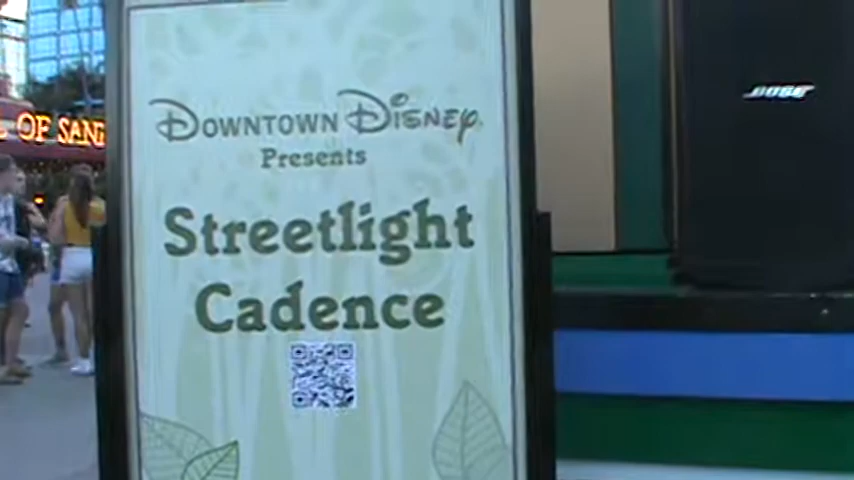 DOWNTOWN DISNEY
Presents
Streetlight
Cadence
BOSE
OF SAN